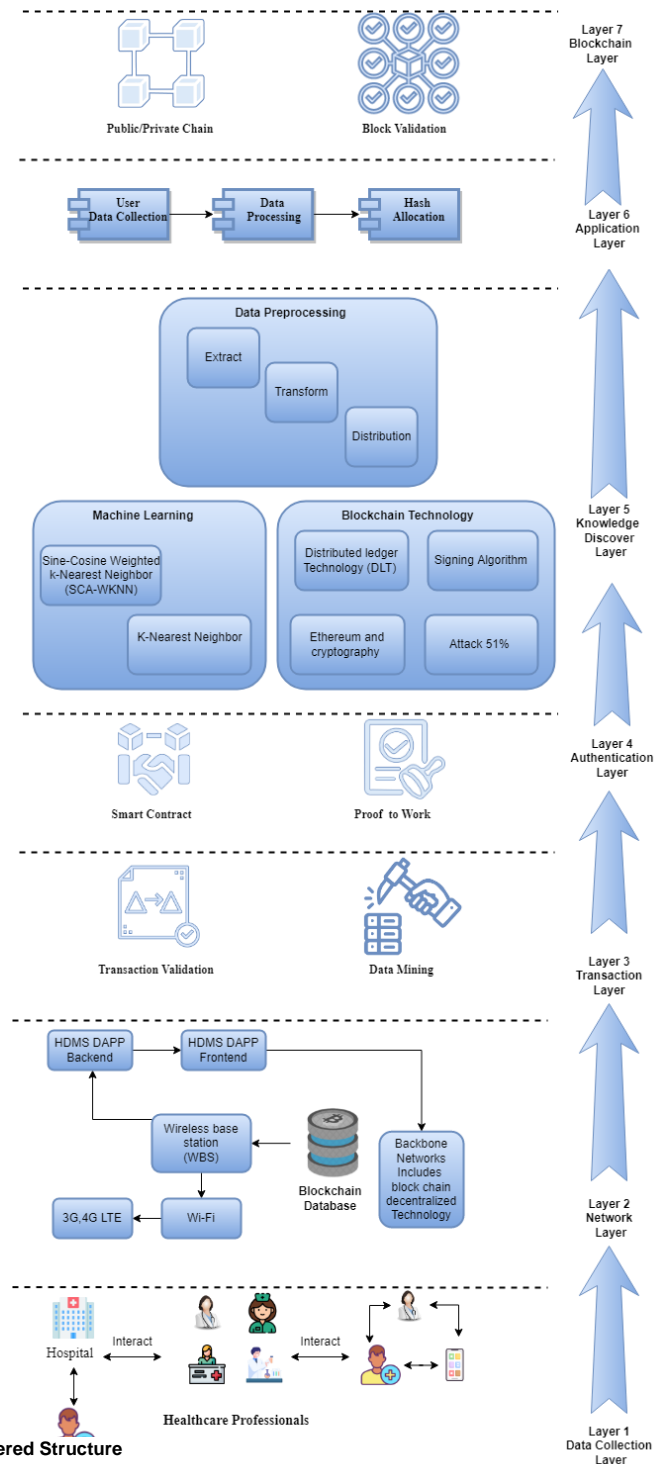 Layer 7
Blockchain
Layer
Public/Private Chain
Block Validation
User
Data Collection
Data
Processing
Hash
Allocation
Layer 6
Application
Layer
Data Preprocessing
Extract
Transform
Distribution
Machine Learning
Sine-Cosine Weighted
k-Nearest Neighbor
(SCA-WKNN)
K-Nearest Neighbor
Blockchain Technology
Distributed ledger
Technology (DLT)
Signing Algorithm
Ethereum and
cryptography
Attack 51%
Layer 5
Knowledge
Discover
Layer
Smart Contract
Proof to Work
Layer 4
Authentication
Layer
Transaction Validation
Data Mining
Layer 3
Transaction
Layer
HDMS DAPP
Backend
HDMS DAPP
Frontend
Wireless base
station
(WBS)
Blockchain
Database
Backbone
Networks
Includes
block chain
decentralized
Technology
3G,4G LTE
Wi-Fi
Layer 2
Network
Layer
Hospital
Interact
Interact
Healthcare Professionals
Layer 1
Data Collection
Layer
ered Structure